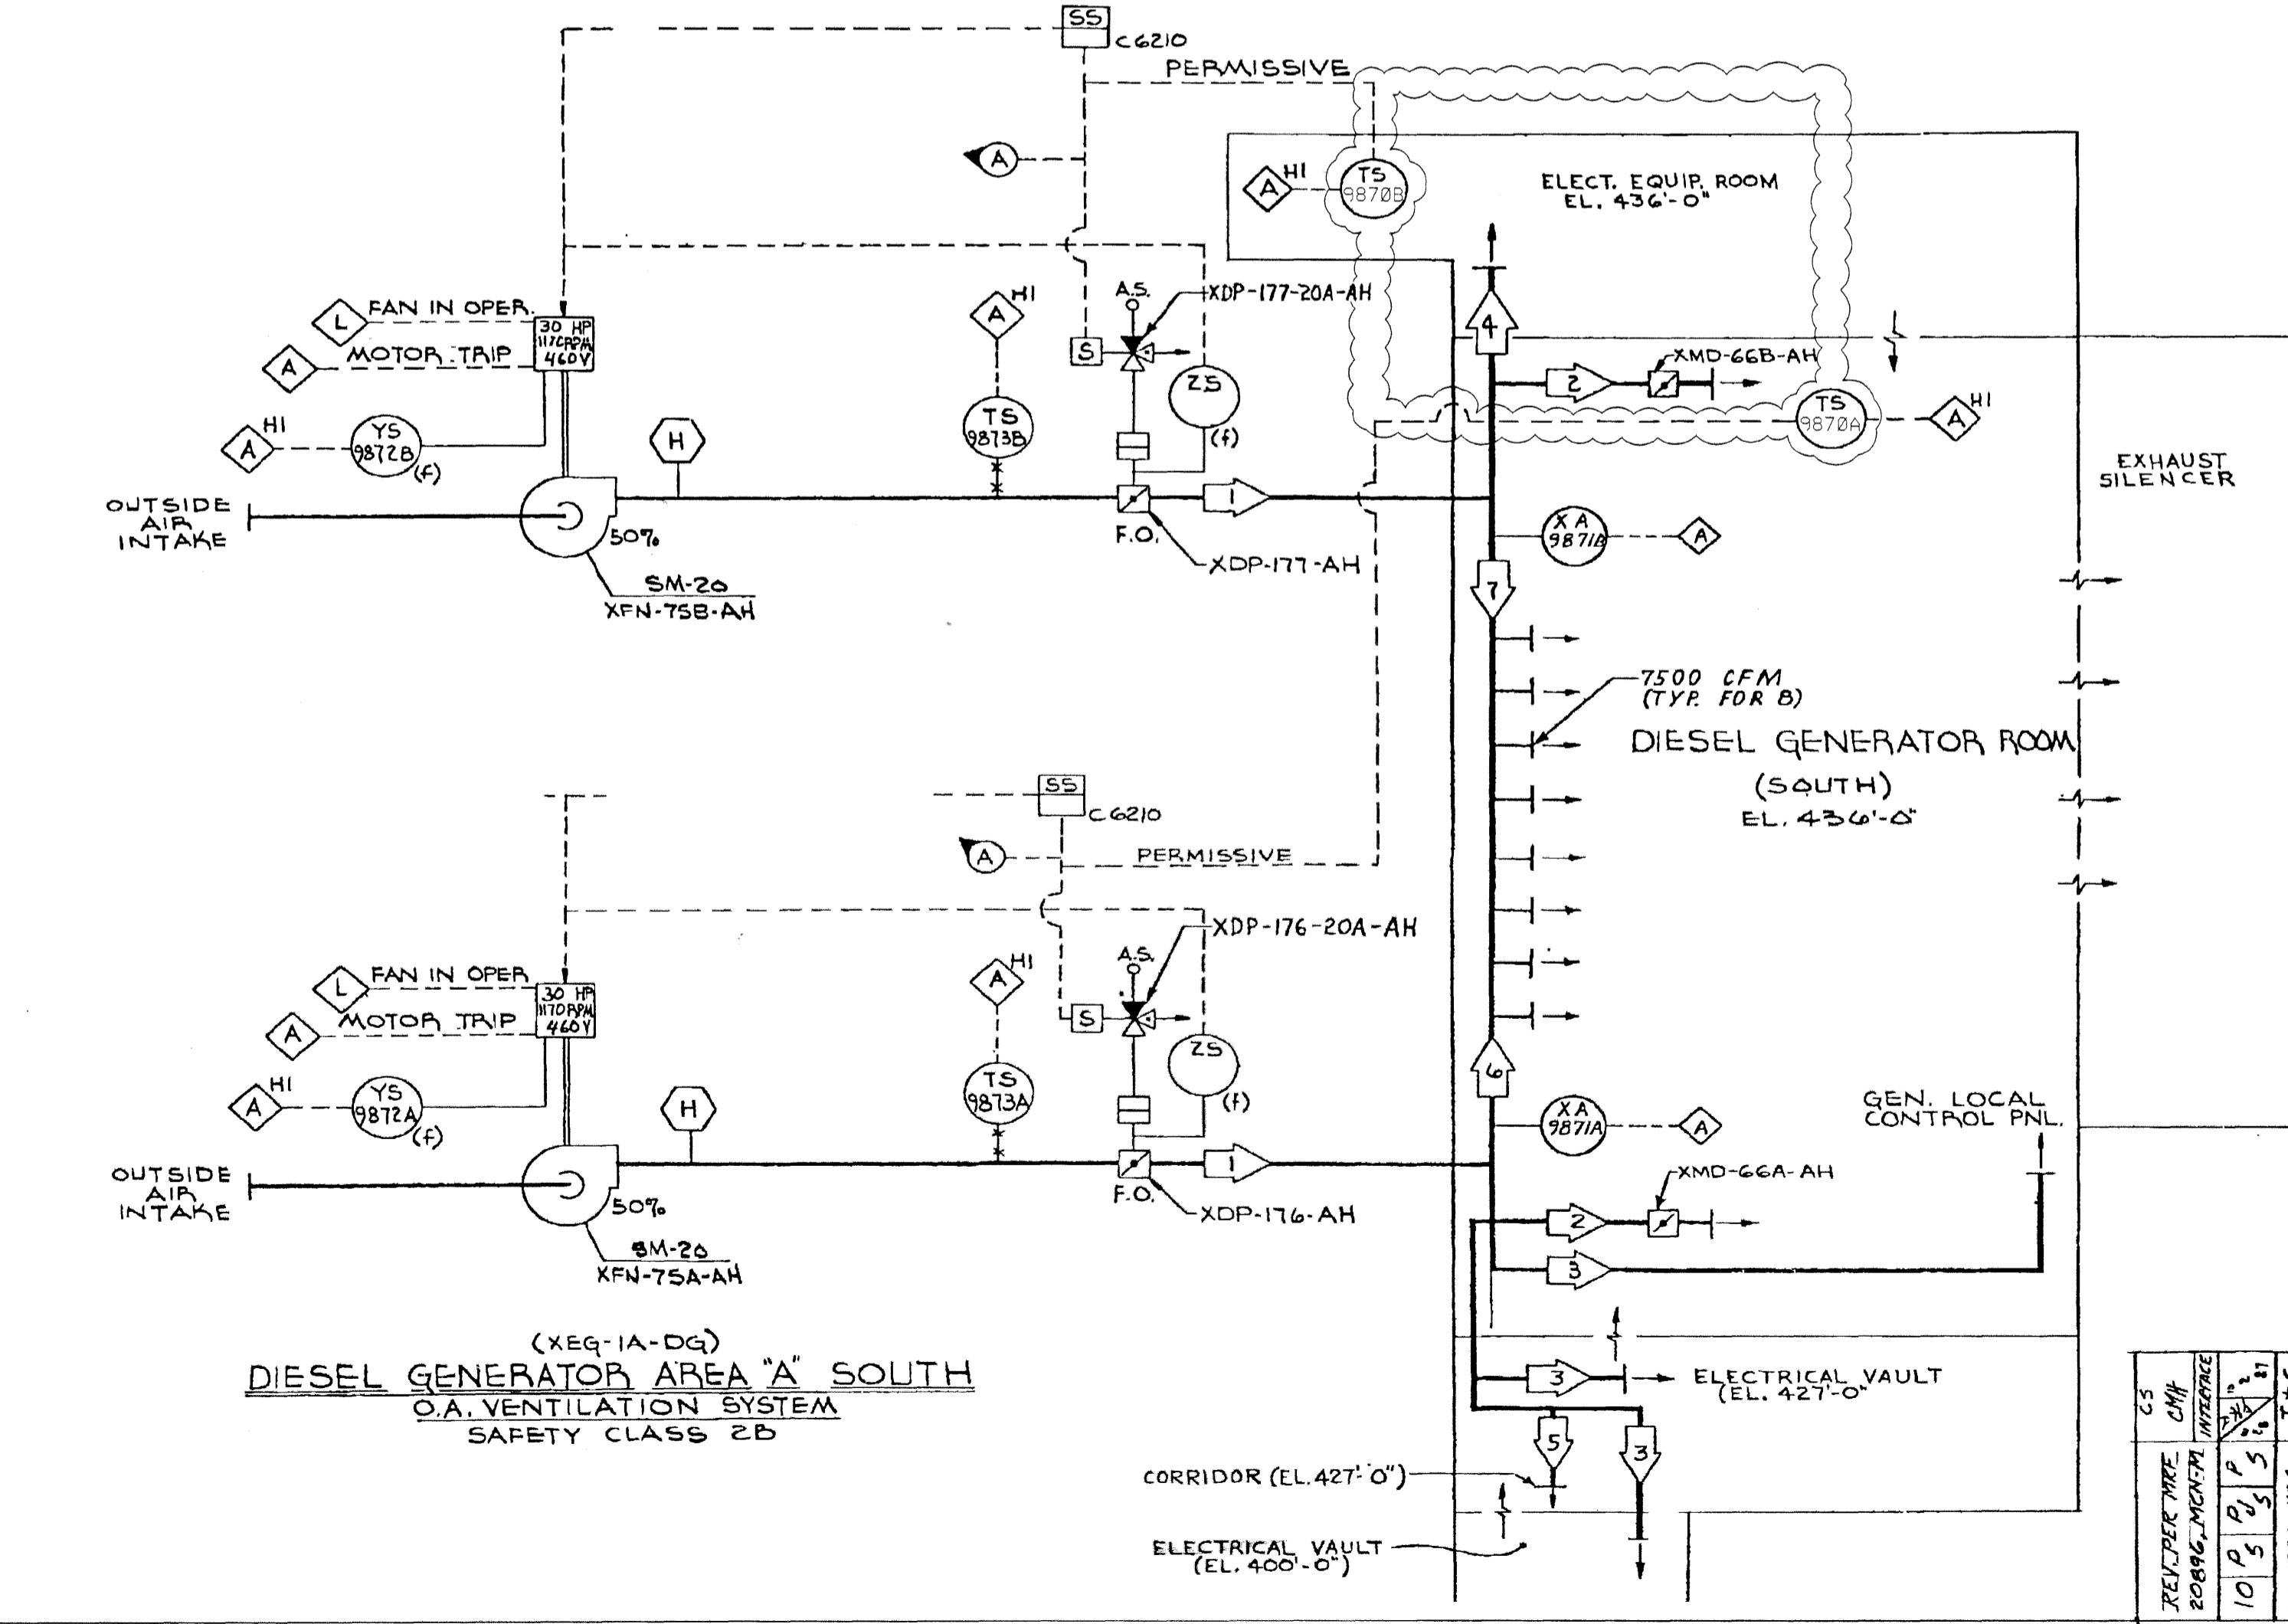 SS
C6210
PERMISSIVE
A
A
HI
TS
9870B
ELECT. EQUIP. ROOM
EL. 436'-0"
A.S.
XDP-177-20A-AH
L
FAN IN OPER.
30 HP
1170RPM
460V
A
HI
4
S
A
MOTOR TRIP
ZS
XMD-66B-AH
2
TS
9870A
A
HI
A
HI
YS
9872B
(f)
H
TS
9873B
(f)
EXHAUST
SILENCER
OUTSIDE
AIR
INTAKE
50%
F.O.
1
XA
9871B
A
XDP-177-AH
SM-20
XFN-75B-AH
7
7500 CFM
(TYP. FOR 8)
DIESEL GENERATOR ROOM
(SOUTH)
EL. 436'-0"
SS
C6210
A
PERMISSIVE
XDP-176-20A-AH
A.S.
L
FAN IN OPER
30 HP
1170RPM
460V
A
HI
S
A
MOTOR TRIP
ZS
6
A
HI
YS
9872A
(f)
H
TS
9873A
(f)
XA
9871A
A
GEN. LOCAL
CONTROL PNL.
OUTSIDE
AIR
INTAKE
50%
F.O.
1
XDP-176-AH
XMD-66A-AH
2
3
SM-20
XFN-75A-AH
(XEG-1A-DG)
DIESEL GENERATOR AREA "A" SOUTH
O.A. VENTILATION SYSTEM
SAFETY CLASS 2B
3
ELECTRICAL VAULT
(EL. 427'-0"
5
3
CORRIDOR (EL. 427'-0")
ELECTRICAL VAULT
(EL. 400'-0")
CS
CMH
INTERFACE
REV. PER MRF
20896, MCN-M
10
P
S
P
P
S